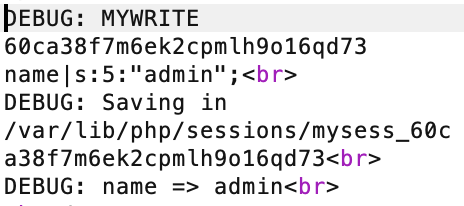 DEBUG: MYWRITE
60ca38f7m6ek2cpmlh9o16qd73
name|s:5:"admin";<br>
DEBUG: Saving in
/var/lib/php/sessions/mysess_60c
a38f7m6ek2cpmlh9o16qd73<br>
DEBUG: name => admin<br>